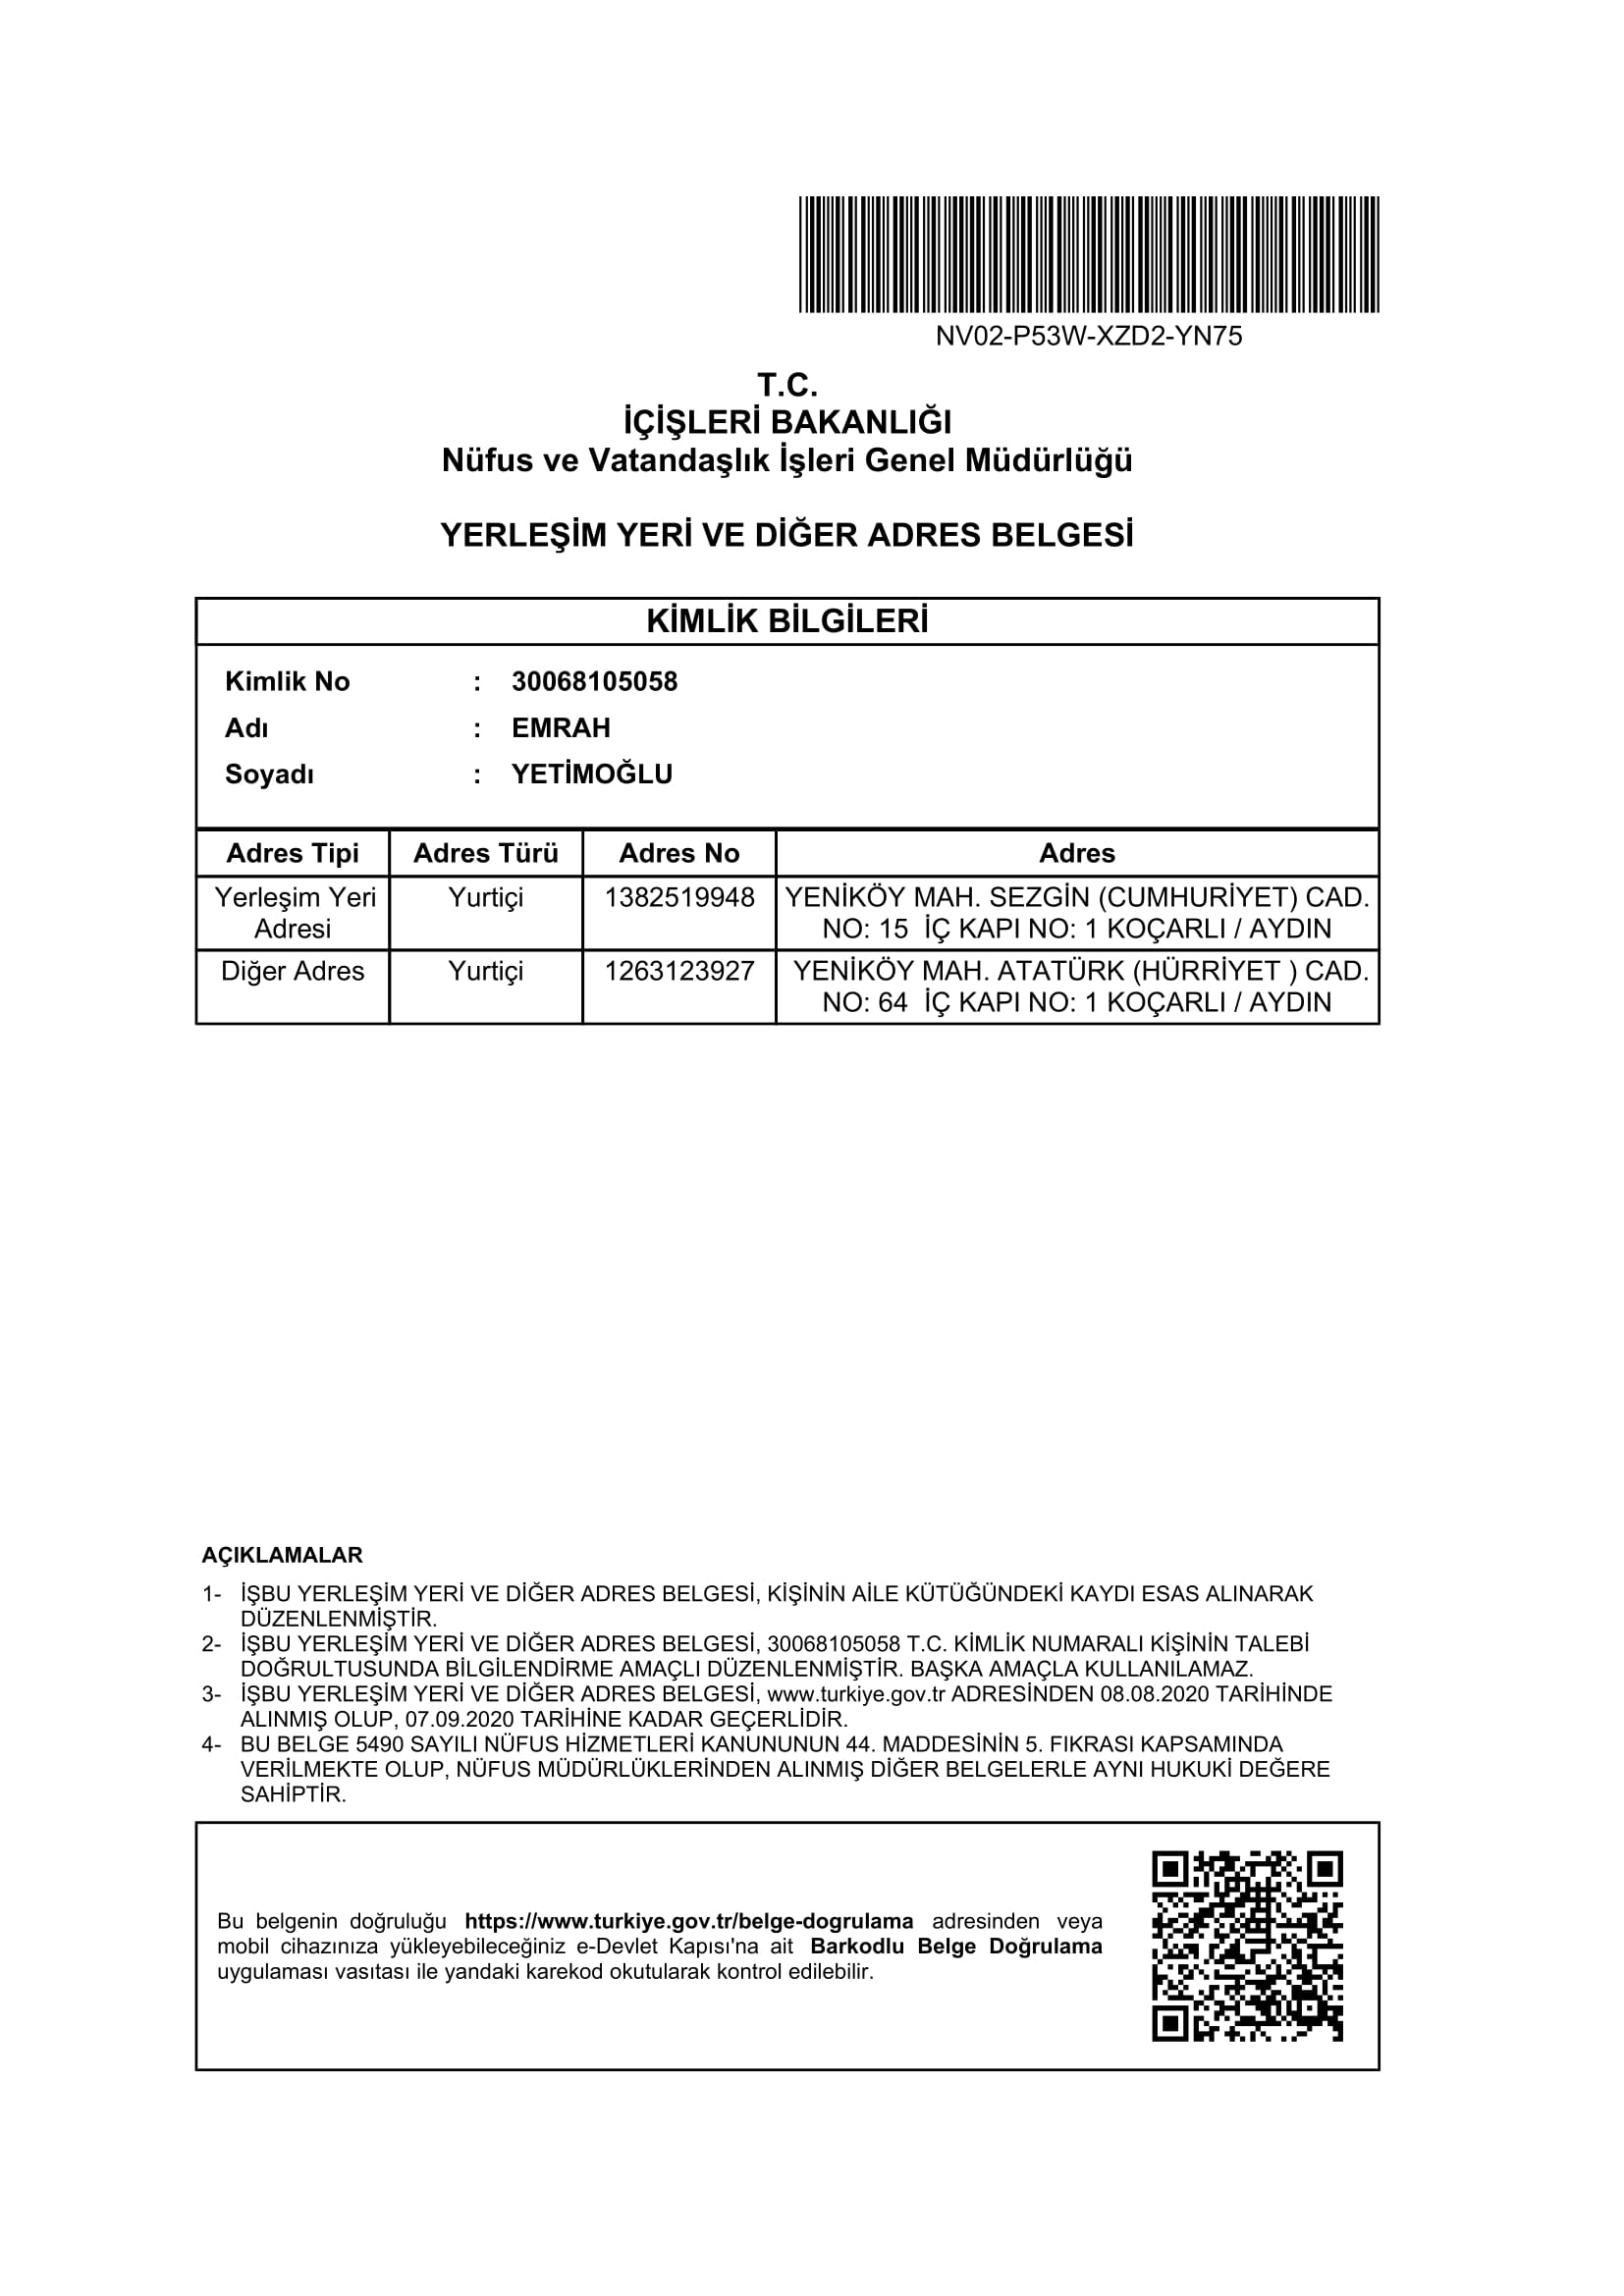 NV02-P53W-XZD2-YN75
T.C.
İÇİŞLERİ BAKANLIĞI
Nüfus ve Vatandaşlık İşleri Genel Müdürlüğü
YERLEŞİM YERİ VE DİĞER ADRES BELGESİ
KİMLİK BİLGİLERİ
Kimlik No : 30068105058
Adı : EMRAH
Soyadı : YETİMOĞLU
Adres Tipi Adres Türü Adres No Adres
Yerleşim Yeri Yurtiçi 1382519948 YENİKÖY MAH. SEZGİN (CUMHURİYET) CAD.
Adresi NO: 15 İÇ KAPI NO: 1 KOÇARLI / AYDIN
Diğer Adres Yurtiçi 1263123927 YENİKÖY MAH. ATATÜRK (HÜRRİYET ) CAD.
NO: 64 İÇ KAPI NO: 1 KOÇARLI / AYDIN
AÇIKLAMALAR
1- İŞBU YERLEŞİM YERİ VE DİĞER ADRES BELGESİ, KİŞİNİN AİLE KÜTÜĞÜNDEKİ KAYDI ESAS ALINARAK
DÜZENLENMİŞTİR.
2- İŞBU YERLEŞİM YERİ VE DİĞER ADRES BELGESİ, 30068105058 T.C. KİMLİK NUMARALI KİŞİNİN TALEBİ
DOĞRULTUSUNDA BİLGİLENDİRME AMAÇLI DÜZENLENMİŞTİR. BAŞKA AMAÇLA KULLANILAMAZ.
3- İŞBU YERLEŞİM YERİ VE DİĞER ADRES BELGESİ, www.turkiye.gov.tr ADRESİNDEN 08.08.2020 TARİHİNDE
ALINMIŞ OLUP, 07.09.2020 TARİHİNE KADAR GEÇERLİDİR.
4- BU BELGE 5490 SAYILI NÜFUS HİZMETLERİ KANUNUNUN 44. MADDESİNİN 5. FIKRASI KAPSAMINDA
VERİLMEKTE OLUP, NÜFUS MÜDÜRLÜKLERİNDEN ALINMIŞ DİĞER BELGELERLE AYNI HUKUKİ DEĞERE
SAHİPTİR.
Bu belgenin doğruluğu https://www.turkiye.gov.tr/belge-dogrulama adresinden veya
mobil cihazınıza yükleyebileceğiniz e-Devlet Kapısı'na ait Barkodlu Belge Doğrulama
uygulaması vasıtası ile yandaki karekod okutularak kontrol edilebilir.